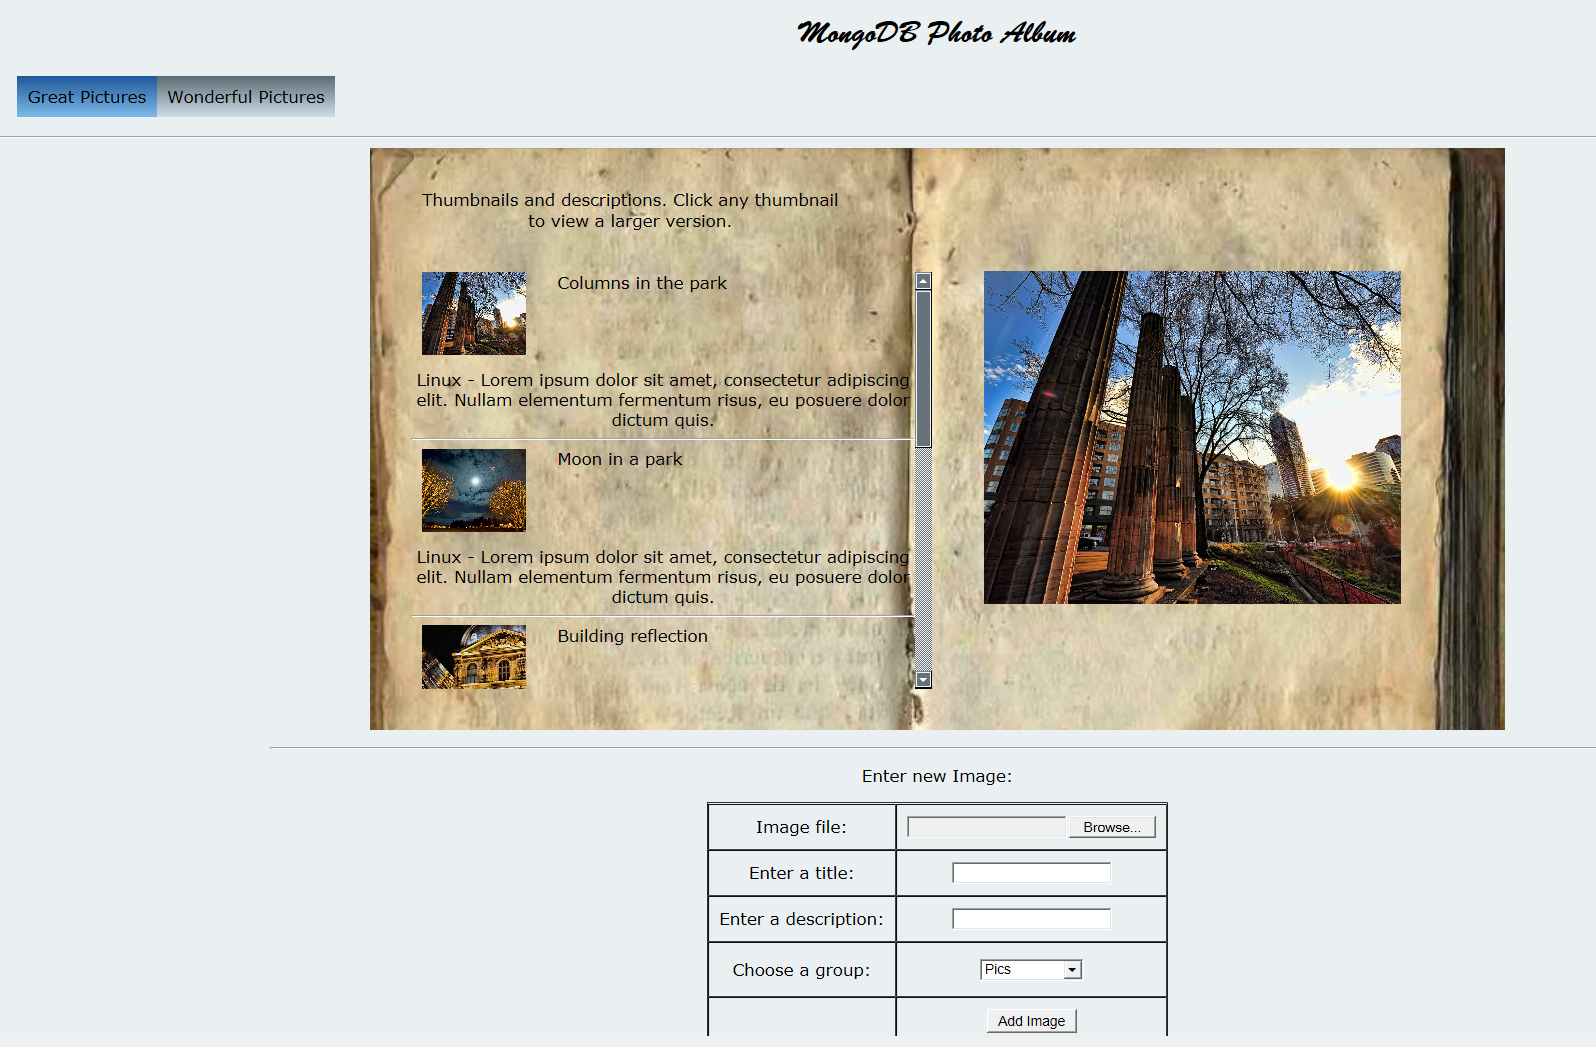 MongoDB Photo Album
Great Pictures
Wonderful Pictures
Thumbnails and descriptions. Click any thumbnail
to view a larger version.
Columns in the park
Linux - Lorem ipsum dolor sit amet, consectetur adipiscing
elit. Nullam elementum fermentum risus, eu posuere dolor
dictum quis.
Moon in a park
Linux - Lorem ipsum dolor sit amet, consectetur adipiscing
elit. Nullam elementum fermentum risus, eu posuere dolor
dictum quis.
Building reflection
Enter new Image:
Image file:
Browse...
Enter a title:
Enter a description:
Choose a group:
Pics
Add Image